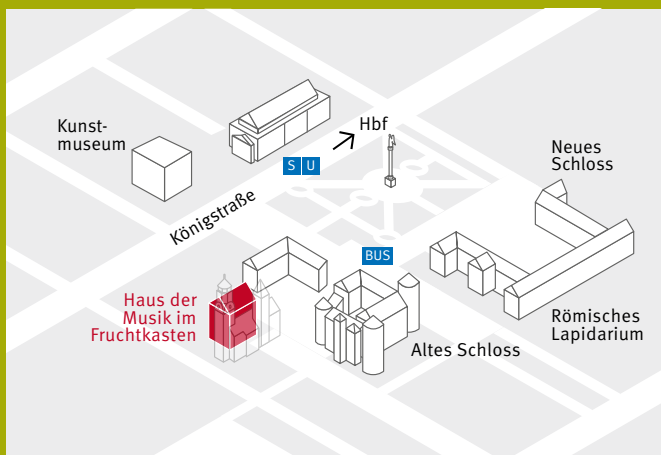 Hbf
Kunst-
museum
S U
Königstraße
Neues
Schloss
BUS
Haus der
Musik im
Fruchtkasten
Altes Schloss
Römisches
Lapidarium